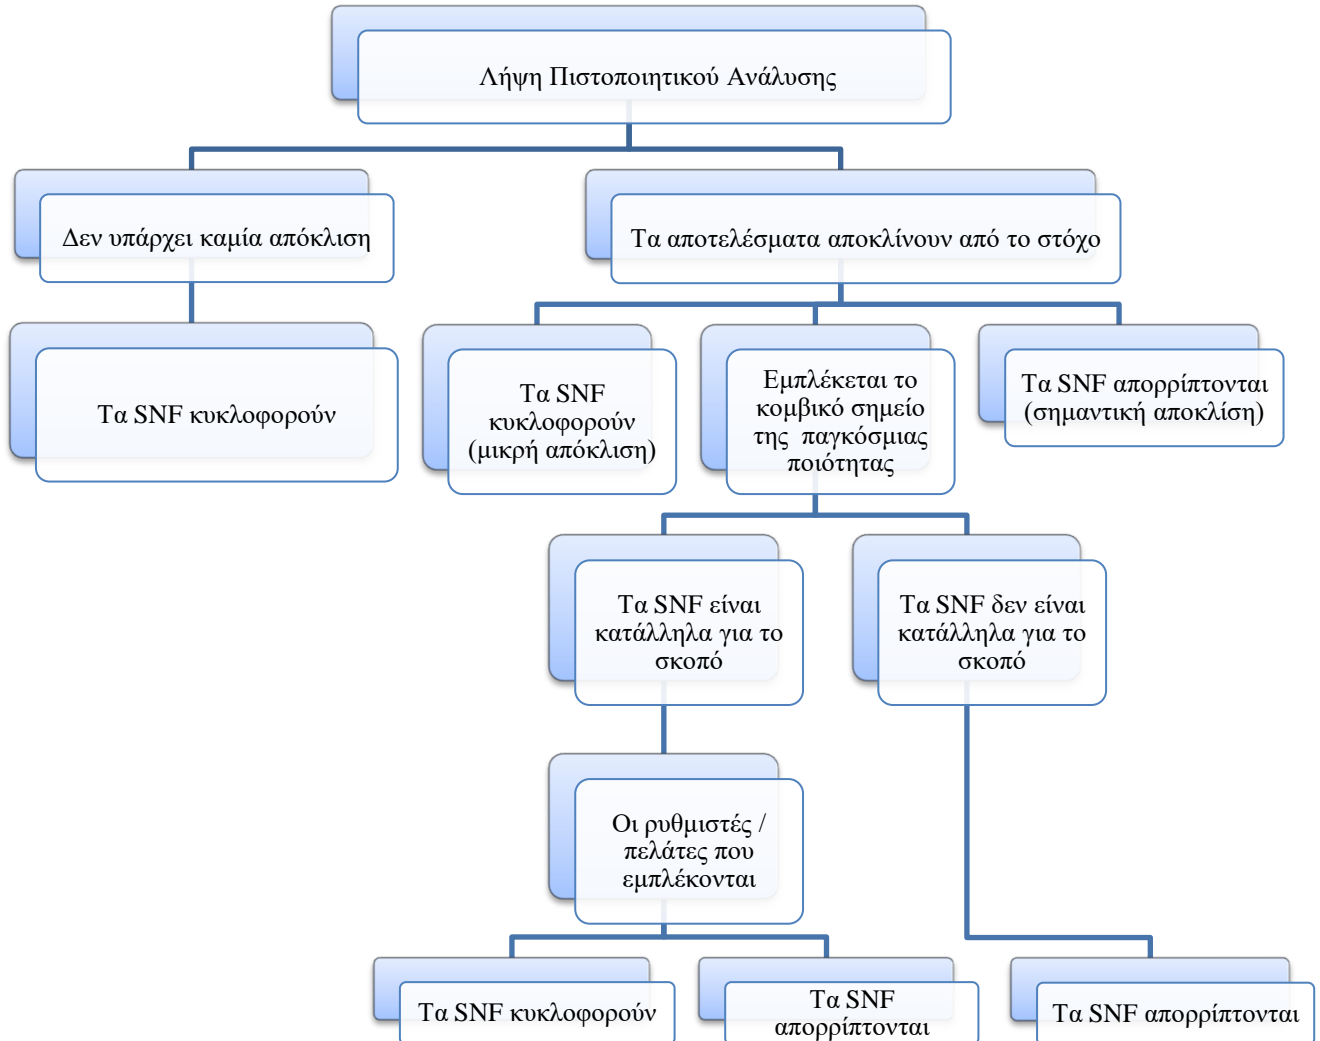 Λήψη Πιστοποιητικού Ανάλυσης
Δεν υπάρχει καμία απόκλιση
Τα αποτελέσματα αποκλίνουν από το στόχο
Τα SNF κυκλοφορούν
Τα SNF
κυκλοφορούν
(μικρή απόκλιση)
Εμπλέκεται το
κομβικό σημείο
της παγκόσμιας
ποιότητας
Τα SNF απορρίπτονται
(σημαντική αποκλίση)
Τα SNF είναι
κατάλληλα για το
σκοπό
Τα SNF δεν είναι
κατάλληλα για το
σκοπό
Οι ρυθμιστές /
πελάτες που
εμπλέκονται
Τα SNF κυκλοφορούν
Τα SNF
απορρίπτονται
Τα SNF απορρίπτονται